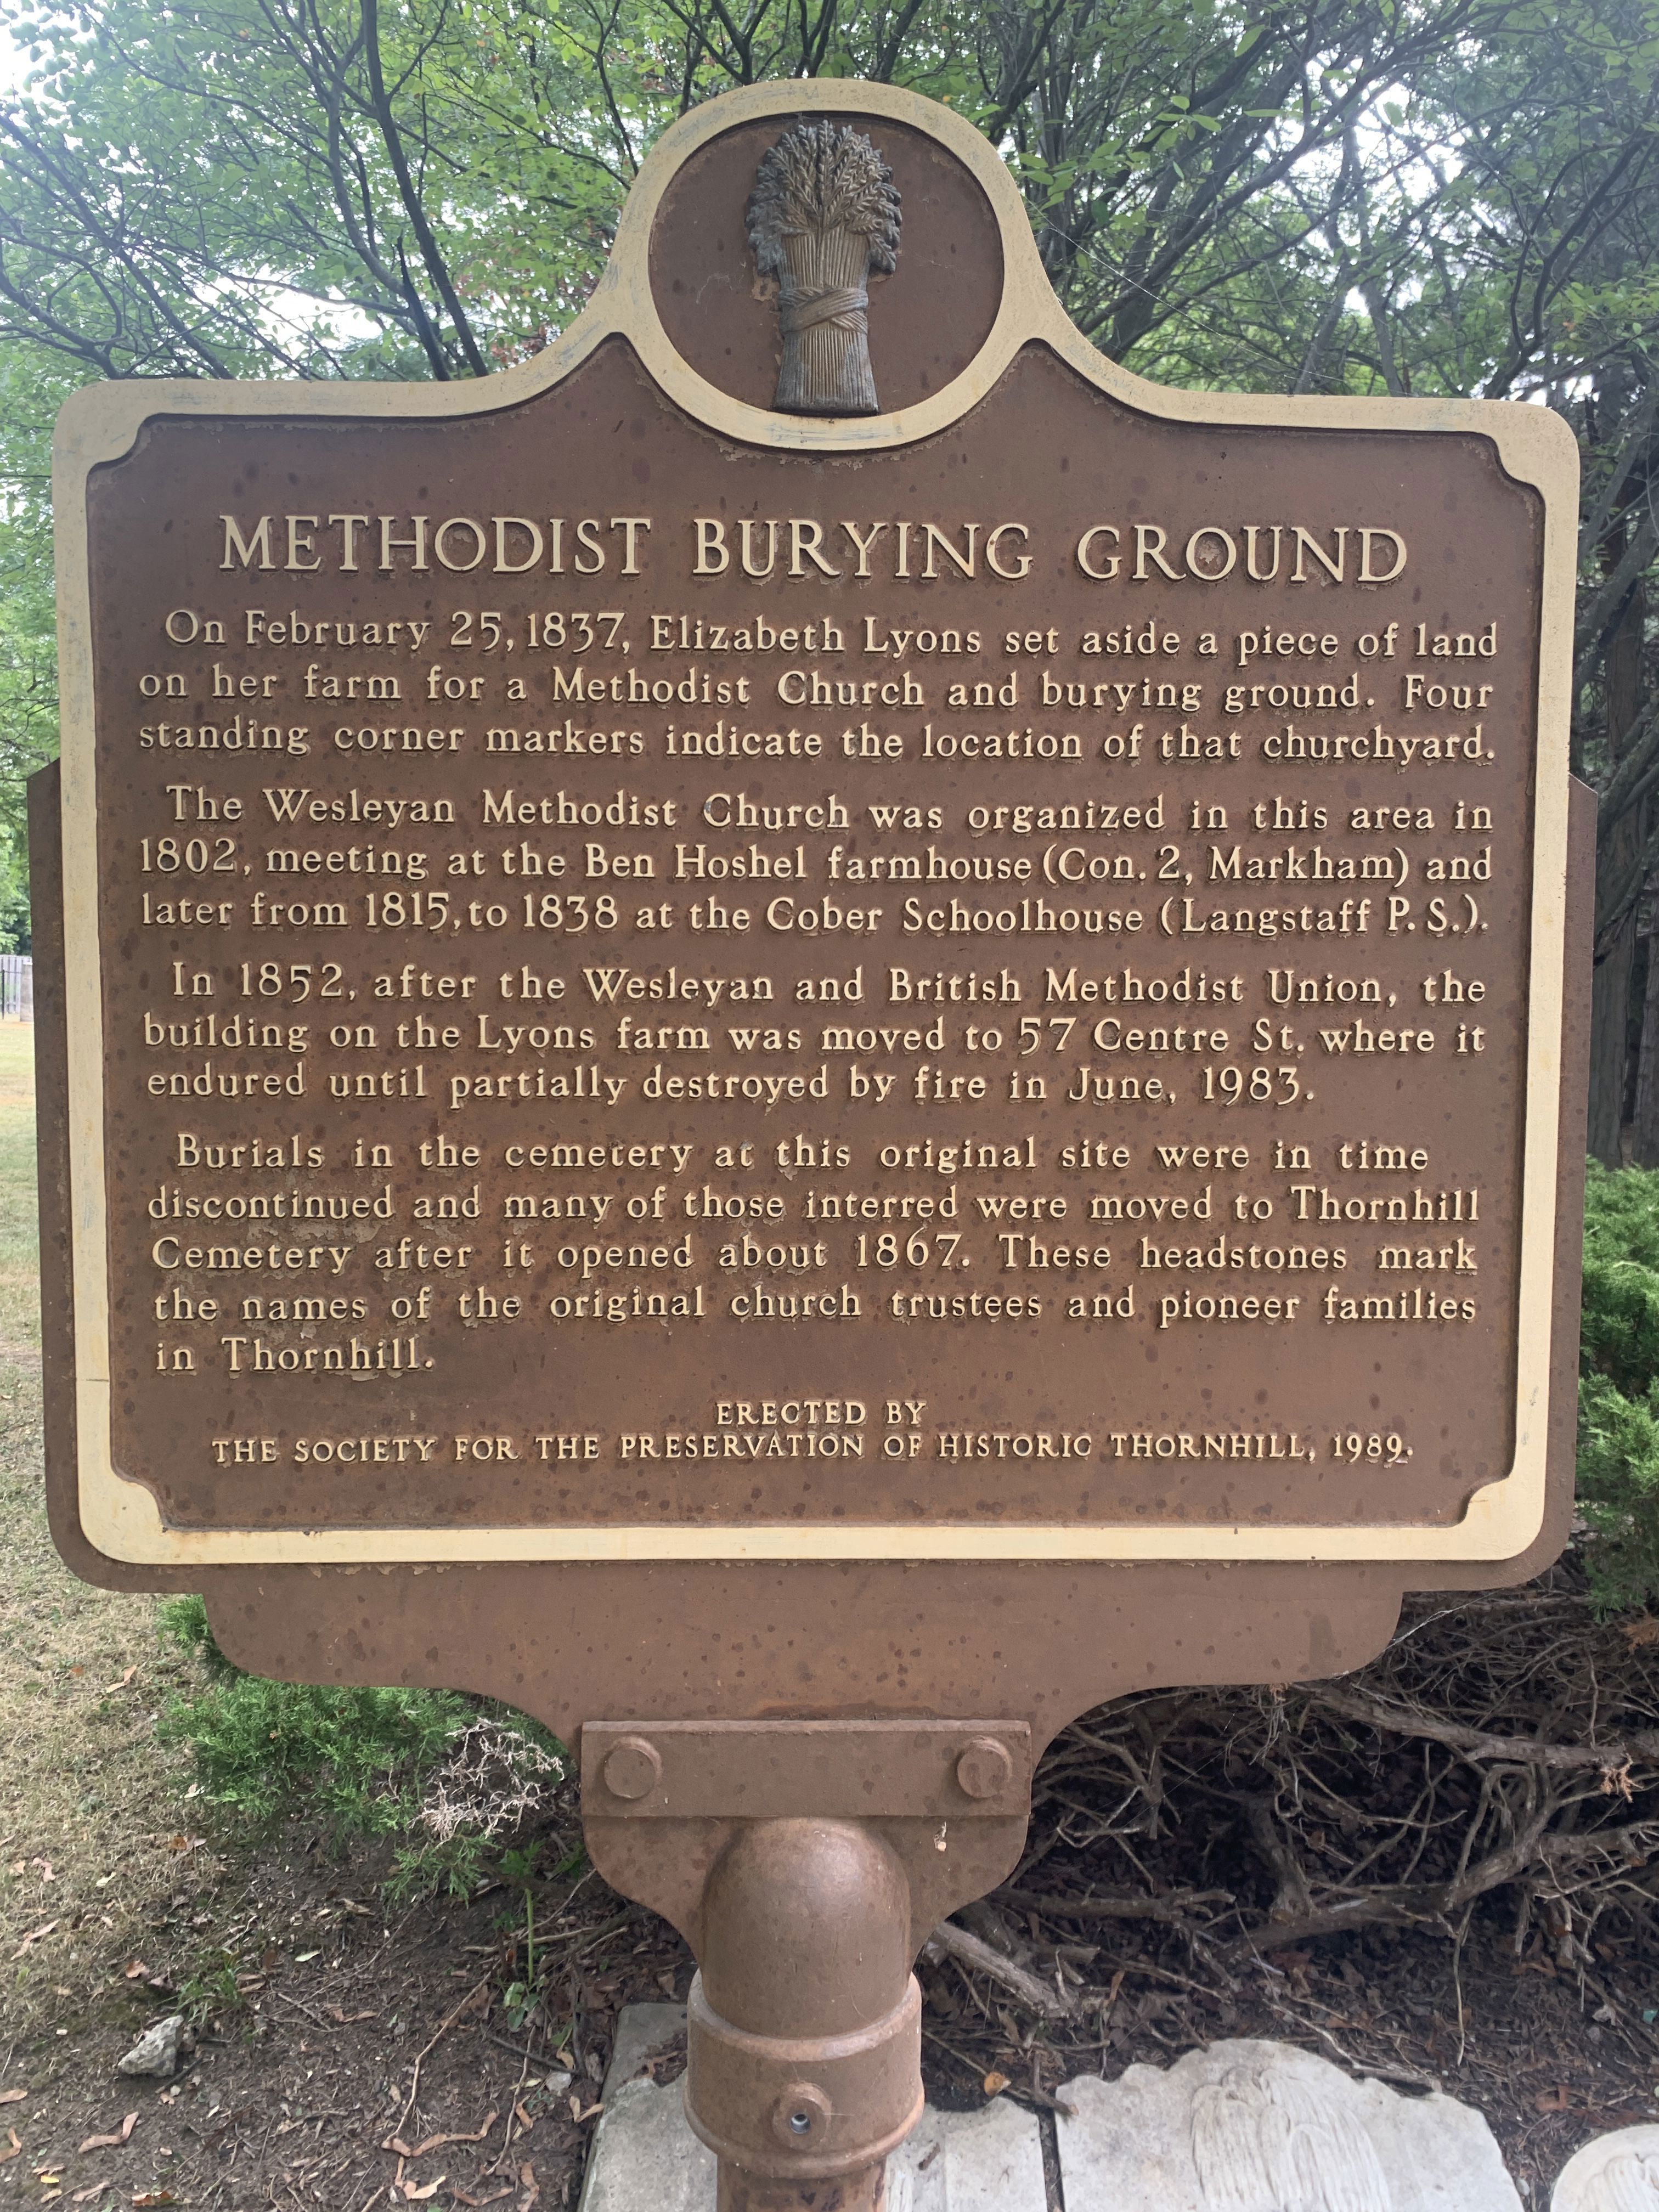 METHODIST BURYING GROUND
On February 25, 1837, Elizabeth Lyons set aside a piece of land
on her farm for a Methodist Church and burying ground. Four
standing corner markers indicate the location of that churchyard.
The Wesleyan Methodist Church was organized in this area in
1802, meeting at the Ben Hoshel farmhouse (Con. 2, Markham) and
later from 1815, to 1838 at the Cober Schoolhouse (Langstaff P. S.).
In 1852, after the Wesleyan and British Methodist Union, the
building on the Lyons farm was moved to 57 Centre St. where it
endured until partially destroyed by fire in June, 1983.
Burials in the cemetery at this original site were in time
discontinued and many of those interred were moved to Thornhill
Cemetery after it opened about 1867. These headstones mark
the names of the original church trustees and pioneer families
in Thornhill.
ERECTED BY
THE SOCIETY FOR THE PRESERVATION OF HISTORIC THORNHILL, 1989.